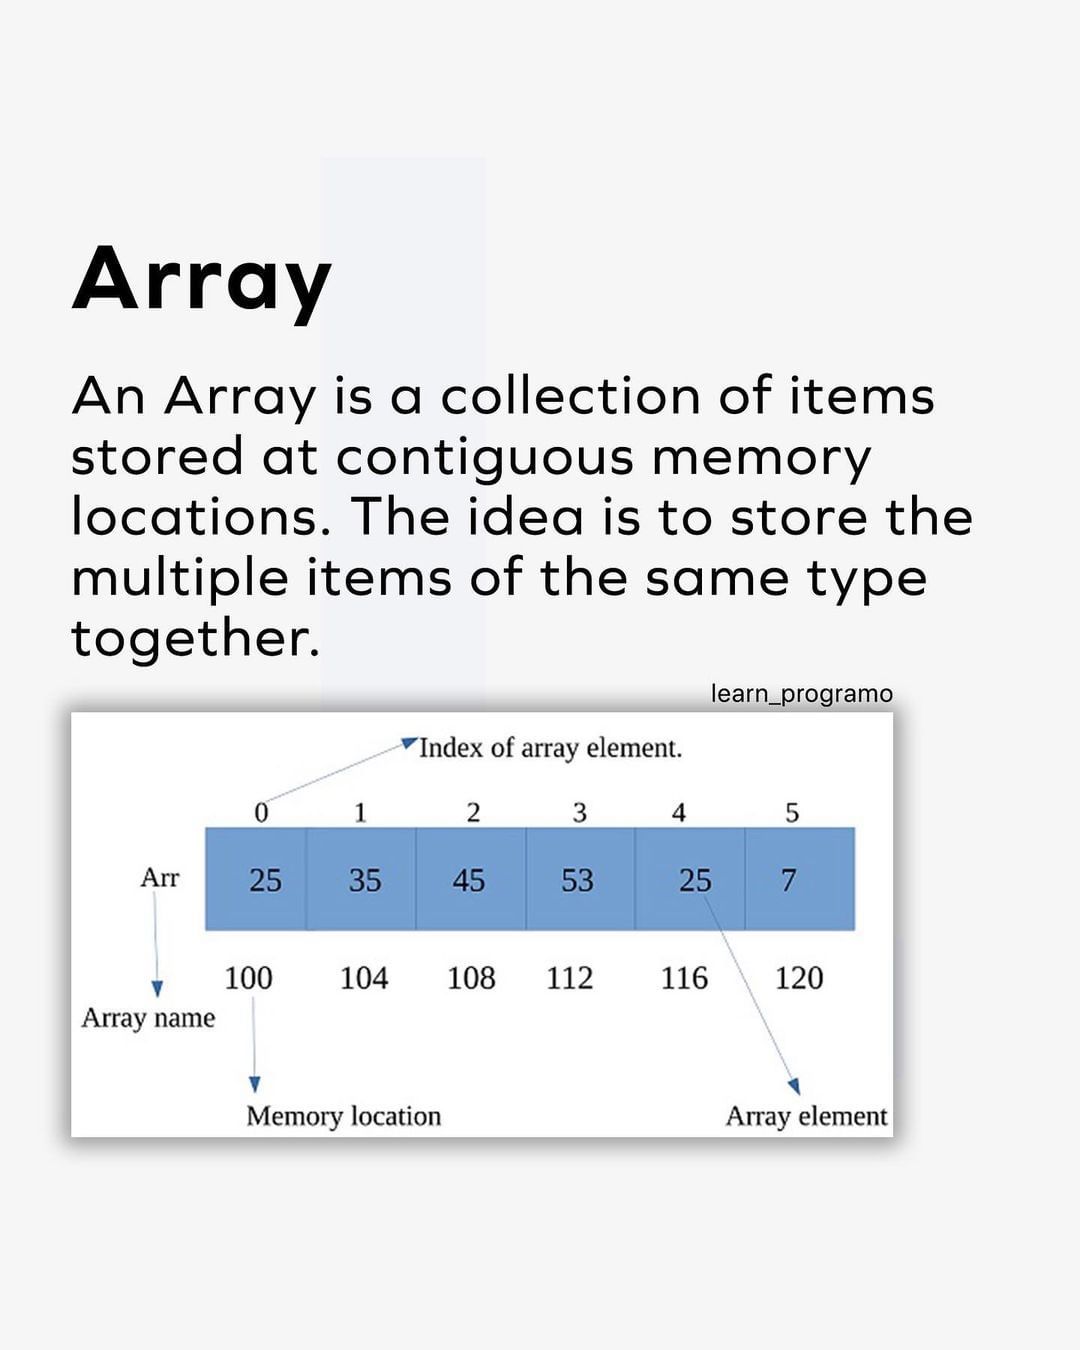 Array
An Array is a collection of items
stored at contiguous memory
locations. The idea is to store the
multiple items of the same type
together.
learn_programo
Index of array element.
0 1 2 3 4 5
Arr 25 35 45 53 25 7
100 104 108 112 116 120
Array name
Memory location Array element